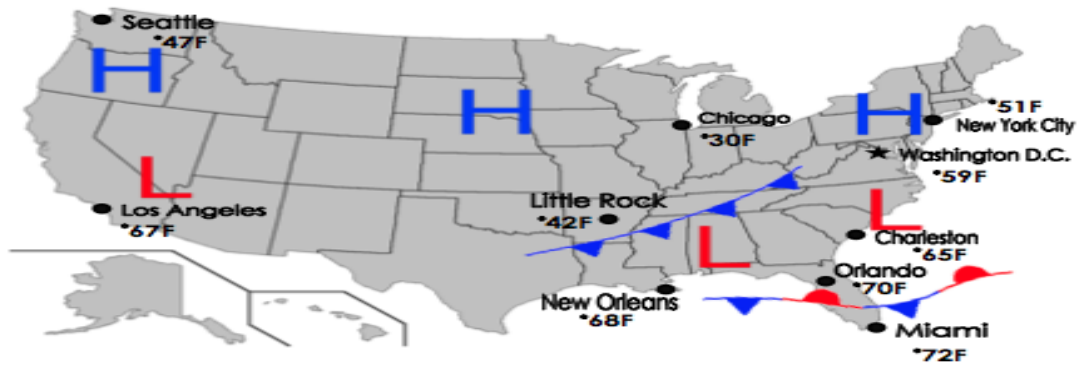 Seattle
•47F
H
H
H
•51F
New York City
Chicago
•30F
Washington D.C.
•59F
L
Los Angeles
•67F
Little Rock
•42F
L
Charleston
•65F
L
Orlando
•70F
New Orleans
•68F
Miami
•72F